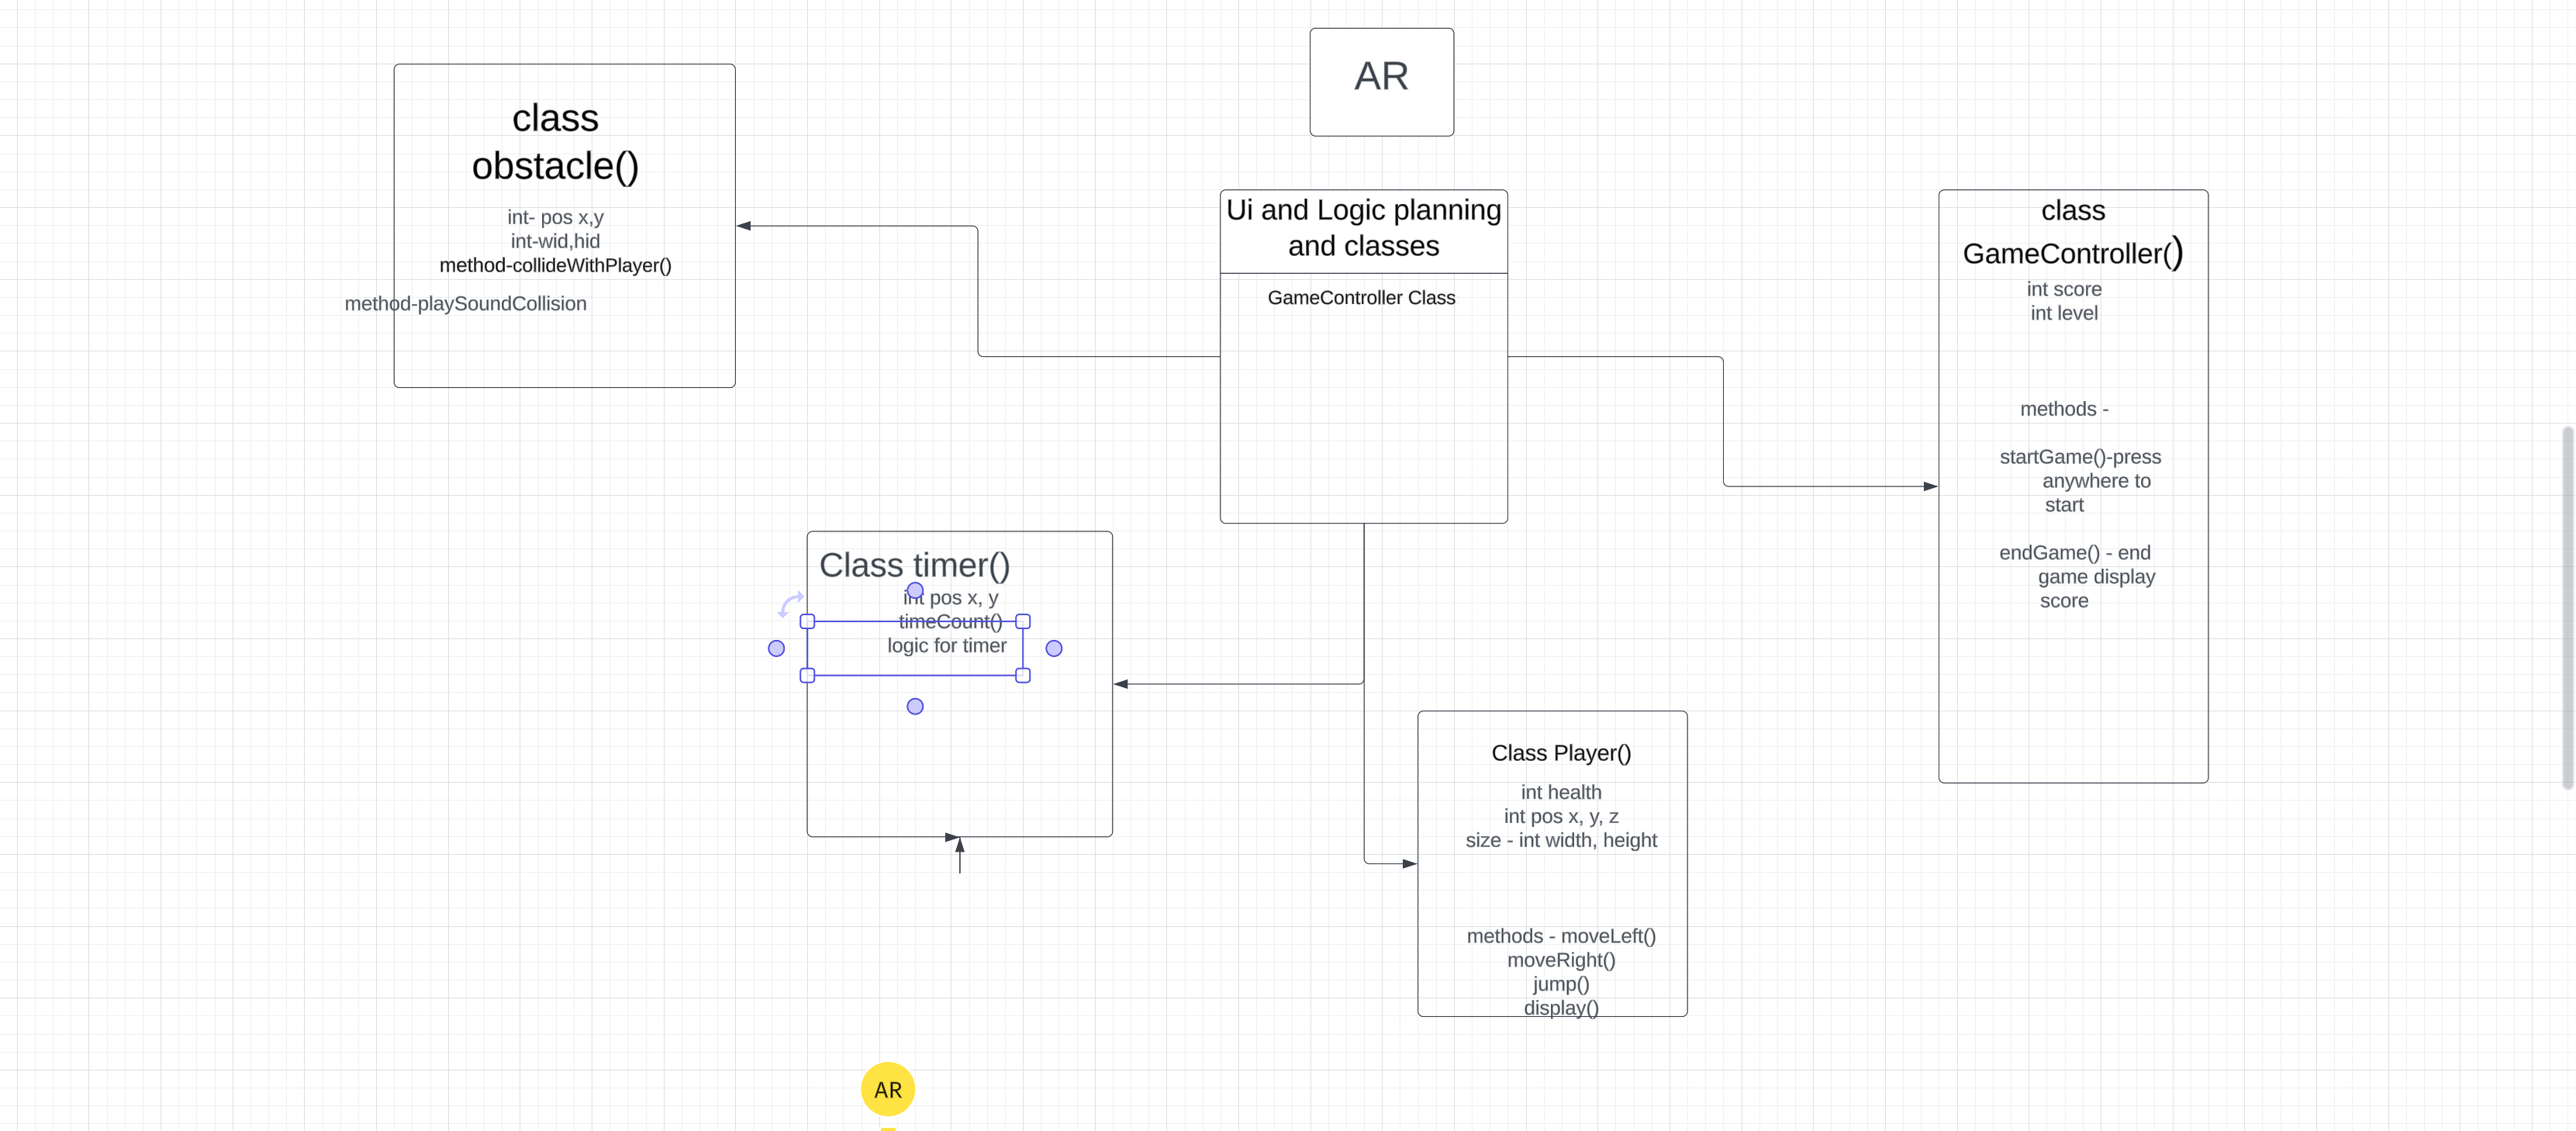 AR
class
obstacle()
int- pos x,y
int-wid,hid
method-collideWithPlayer()
method-playSoundCollision
Ui and Logic planning
and classes
GameController Class
class
GameController()
int score
int level
methods -
startGame()-press
anywhere to
start
endGame() - end
game display
score
Class timer()
int pos x, y
timeCount()
logic for timer
Class Player()
int health
int pos x, y, z
size - int width, height
methods - moveLeft()
moveRight()
jump()
display()
AR